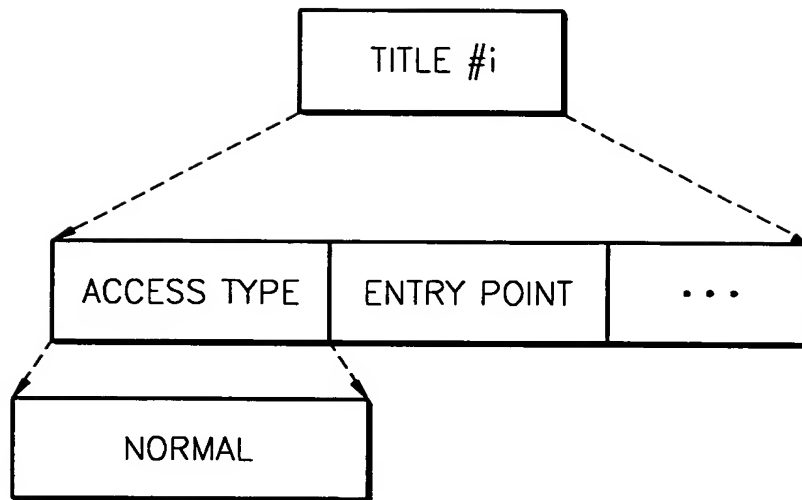 TITLE #i
ACCESS TYPE ENTRY POINT ...
NORMAL